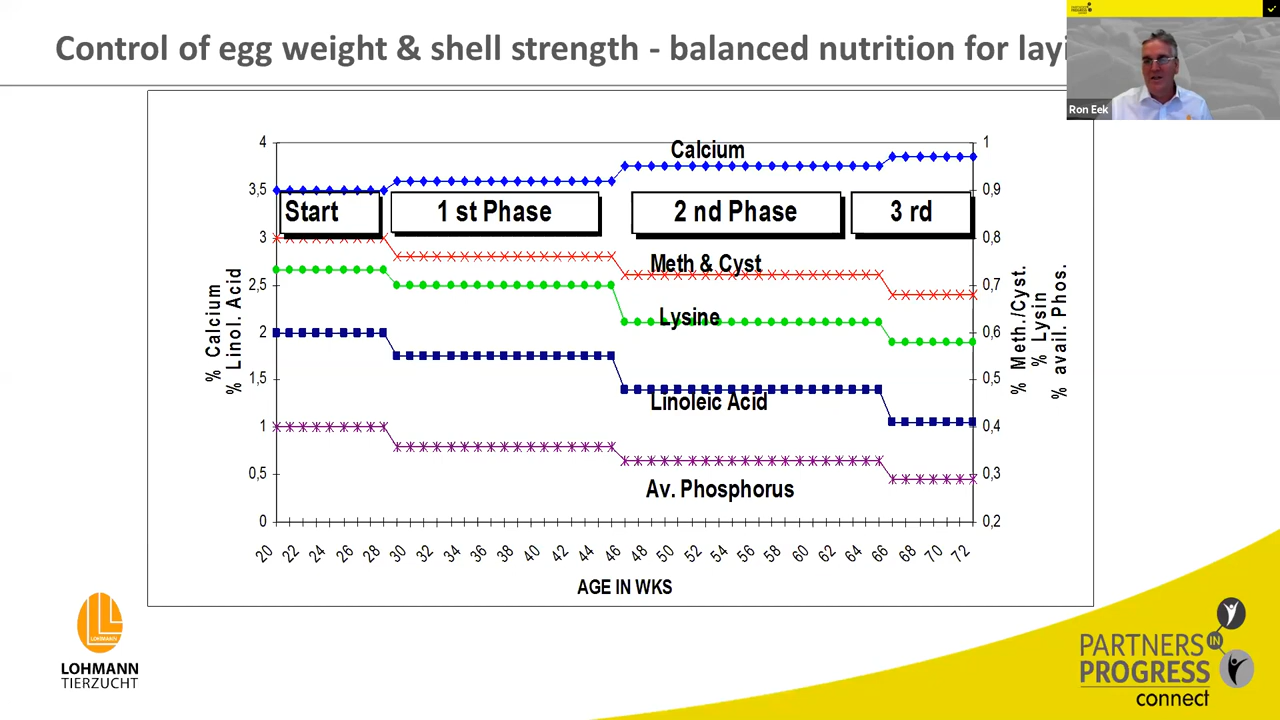 Control of egg weight & shell strength - balanced nutrition for layi
Ron Eek
Calcium
Start
1 st Phase
2 nd Phase
3 rd
Meth & Cyst
Lysine
Linoleic Acid
Av. Phosphorus
4
3,5
3
2,5
2
1,5
1
0,5
0
% Calcium
% Linol. Acid
1
0,9
0,8
0,7
0,6
0,5
0,4
0,3
0,2
% Meth./Cyst.
% Lysin
% avail. Phos.
20 22 24 26 28 30 32 34 36 38 40 42 44 46 48 50 52 54 56 58 60 62 64 66 68 70 72
AGE IN WKS
LOHMANN
LOHMANN
TIERZUCHT
PARTNERS
IN
PROGRESS
connect